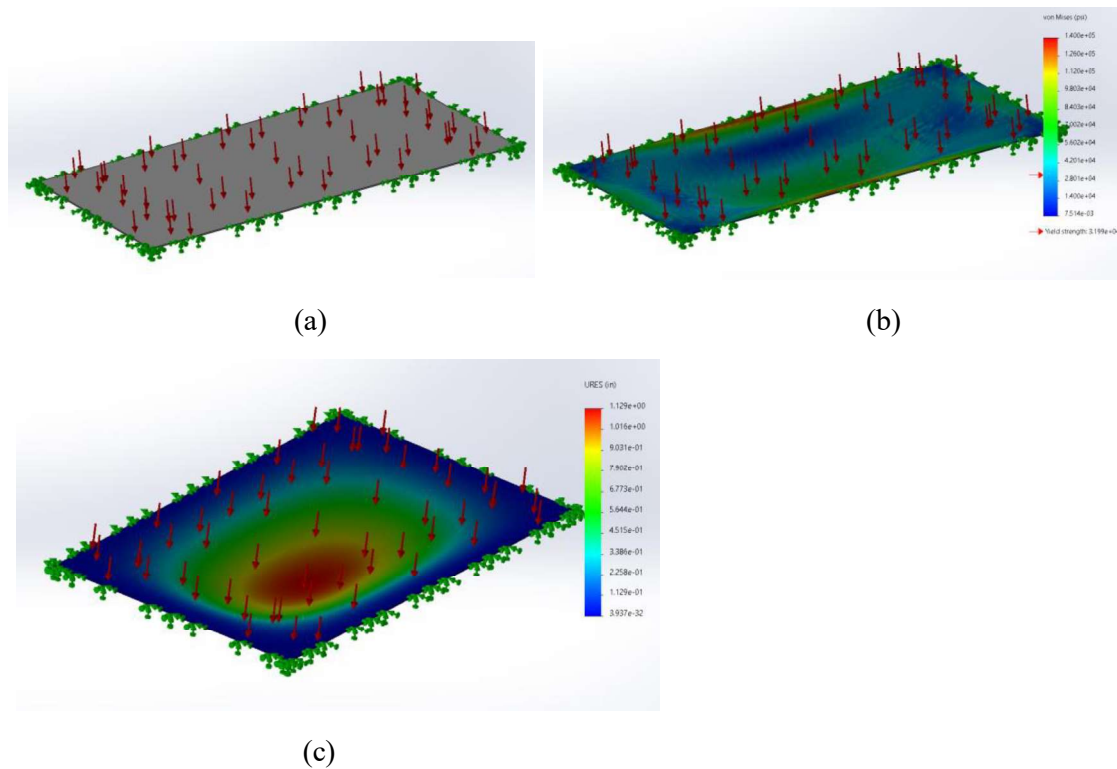 von Mises (psi)
1.400e+05
1.260e+05
1.120e+05
9.803e+04
8.403e+04
7.002e+04
5.602e+04
4.201e+04
2.801e+04
1.400e+04
7.514e-03
Yield strength: 3.199e+04
(a)
(b)
URES (in)
1.129e+00
1.016e+00
9.031e-01
7.902e-01
6.773e-01
5.644e-01
4.515e-01
3.386e-01
2.258e-01
1.129e-01
3.937e-32
(c)